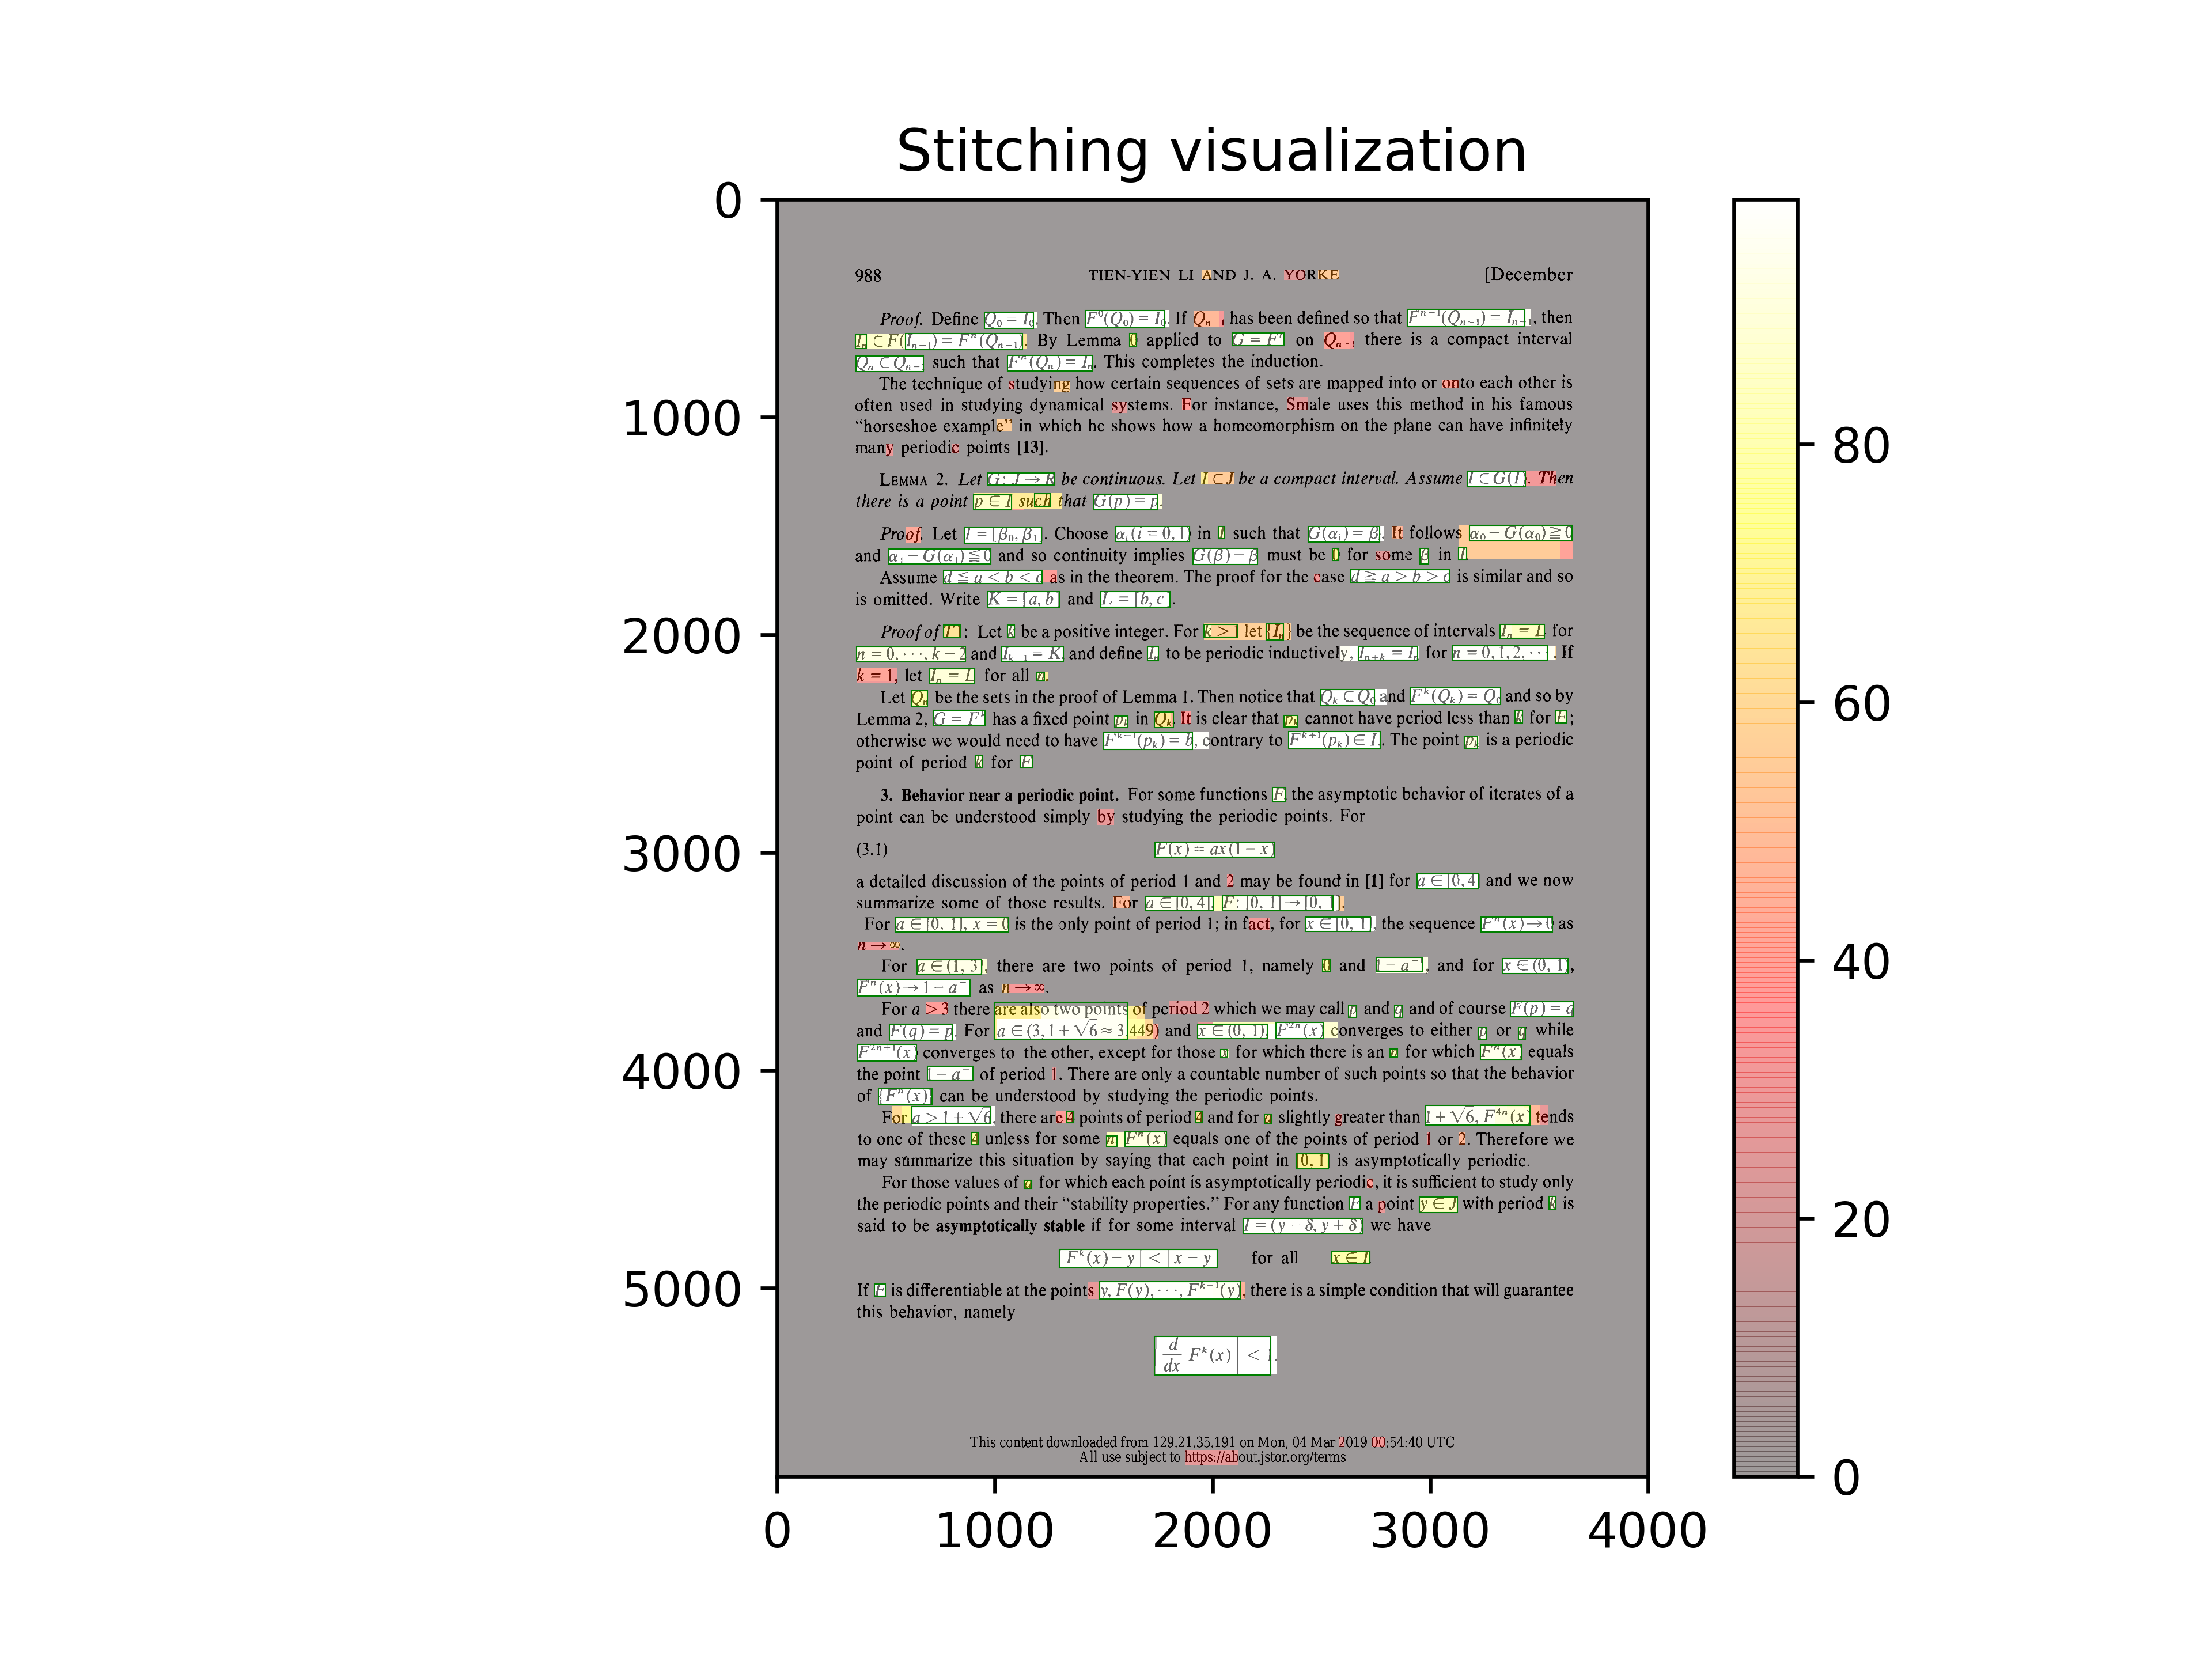 Stitching visualization
988 TIEN-YIEN LI AND J. A. YORKE [December
Proof. Define Q₀ = I₀. Then F⁰(Q₀) = I₀. If Qₙ₋₁ has been defined so that Fⁿ⁻¹(Qₙ₋₁) = Iₙ₋₁, then
Iₙ ⊂ F(Iₙ₋₁) = Fⁿ(Qₙ₋₁). By Lemma 0 applied to G = Fⁿ on Qₙ₋₁ there is a compact interval
Qₙ ⊂ Qₙ₋ such that Fⁿ(Qₙ) = Iₙ. This completes the induction.
The technique of studying how certain sequences of sets are mapped into or onto each other is
often used in studying dynamical systems. For instance, Smale uses this method in his famous
“horseshoe example” in which he shows how a homeomorphism on the plane can have infinitely
many periodic points [13].
LEMMA 2. Let G: J → R be continuous. Let I ⊂ J be a compact interval. Assume I ⊂ G(I). Then
there is a point p ∈ I such that G(p) = p.
Proof. Let I = [β₀, β₁]. Choose αᵢ(i = 0, 1) in I such that G(αᵢ) = βᵢ. It follows α₀ − G(α₀) ≧ 0
and α₁ − G(α₁) ≦ 0 and so continuity implies G(β) − β must be 0 for some β in I.
Assume d ≦ a < b < c as in the theorem. The proof for the case d ≧ a > b > c is similar and so
is omitted. Write K = [a, b] and L = [b, c].
Proof of T: Let k be a positive integer. For k > 1 let {Iₙ} be the sequence of intervals Iₙ = L for
n = 0, ···, k − 2 and Iₖ₋₁ = K and define Iₙ to be periodic inductively, Iₙ₊ₖ = Iₙ for n = 0, 1, 2, ···. If
k = 1, let Iₙ = L for all n.
Let Qₙ be the sets in the proof of Lemma 1. Then notice that Qₖ ⊂ Q₀ and Fᵏ(Qₖ) = Q₀ and so by
Lemma 2, G = Fᵏ has a fixed point pₖ in Qₖ. It is clear that pₖ cannot have period less than k for F;
otherwise we would need to have Fᵏ⁻¹(pₖ) = b, contrary to Fᵏ⁺¹(pₖ) ∈ L. The point pₖ is a periodic
point of period k for F
3. Behavior near a periodic point. For some functions F, the asymptotic behavior of iterates of a
point can be understood simply by studying the periodic points. For
(3.1) F(x) = ax(1 − x)
a detailed discussion of the points of period 1 and 2 may be found in [1] for a ∈ [0, 4] and we now
summarize some of those results. For a ∈ [0, 4], F: [0, 1] → [0, 1].
For a ∈ [0, 1], x = 0 is the only point of period 1; in fact, for x ∈ [0, 1], the sequence Fⁿ(x) → 0 as
n → ∞.
For a ∈ (1, 3], there are two points of period 1, namely 0 and 1 − a⁻, and for x ∈ (0, 1),
Fⁿ(x) → 1 − a⁻ as n → ∞.
For a > 3 there are also two points of period 2 which we may call p and q and of course F(p) = q
and F(q) = p. For a ∈ (3, 1 + √6 ≈ 3.449) and x ∈ (0, 1), F²ⁿ(x) converges to either p or q while
F²ⁿ⁺¹(x) converges to the other, except for those x for which there is an n for which Fⁿ(x) equals
the point 1 − a⁻ of period 1. There are only a countable number of such points so that the behavior
of {Fⁿ(x)} can be understood by studying the periodic points.
For a > 1 + √6, there are 4 points of period 4 and for a slightly greater than 1 + √6, F⁴ⁿ(x) tends
to one of these 4 unless for some n, Fⁿ(x) equals one of the points of period 1 or 2. Therefore we
may summarize this situation by saying that each point in [0, 1] is asymptotically periodic.
For those values of a for which each point is asymptotically periodic, it is sufficient to study only
the periodic points and their “stability properties.” For any function F a point y ∈ J with period k is
said to be asymptotically stable if for some interval I = (y − δ, y + δ) we have
|Fᵏ(x) − y| < |x − y| for all x ∈ I
If F is differentiable at the points y, F(y), ···, Fᵏ⁻¹(y), there is a simple condition that will guarantee
this behavior, namely
| d/dx Fᵏ(x) | < 1.
This content downloaded from 129.21.35.191 on Mon, 04 Mar 2019 00:54:40 UTC
All use subject to https://about.jstor.org/terms
0
1000
2000
3000
4000
5000
0 1000 2000 3000 4000
80
60
40
20
0